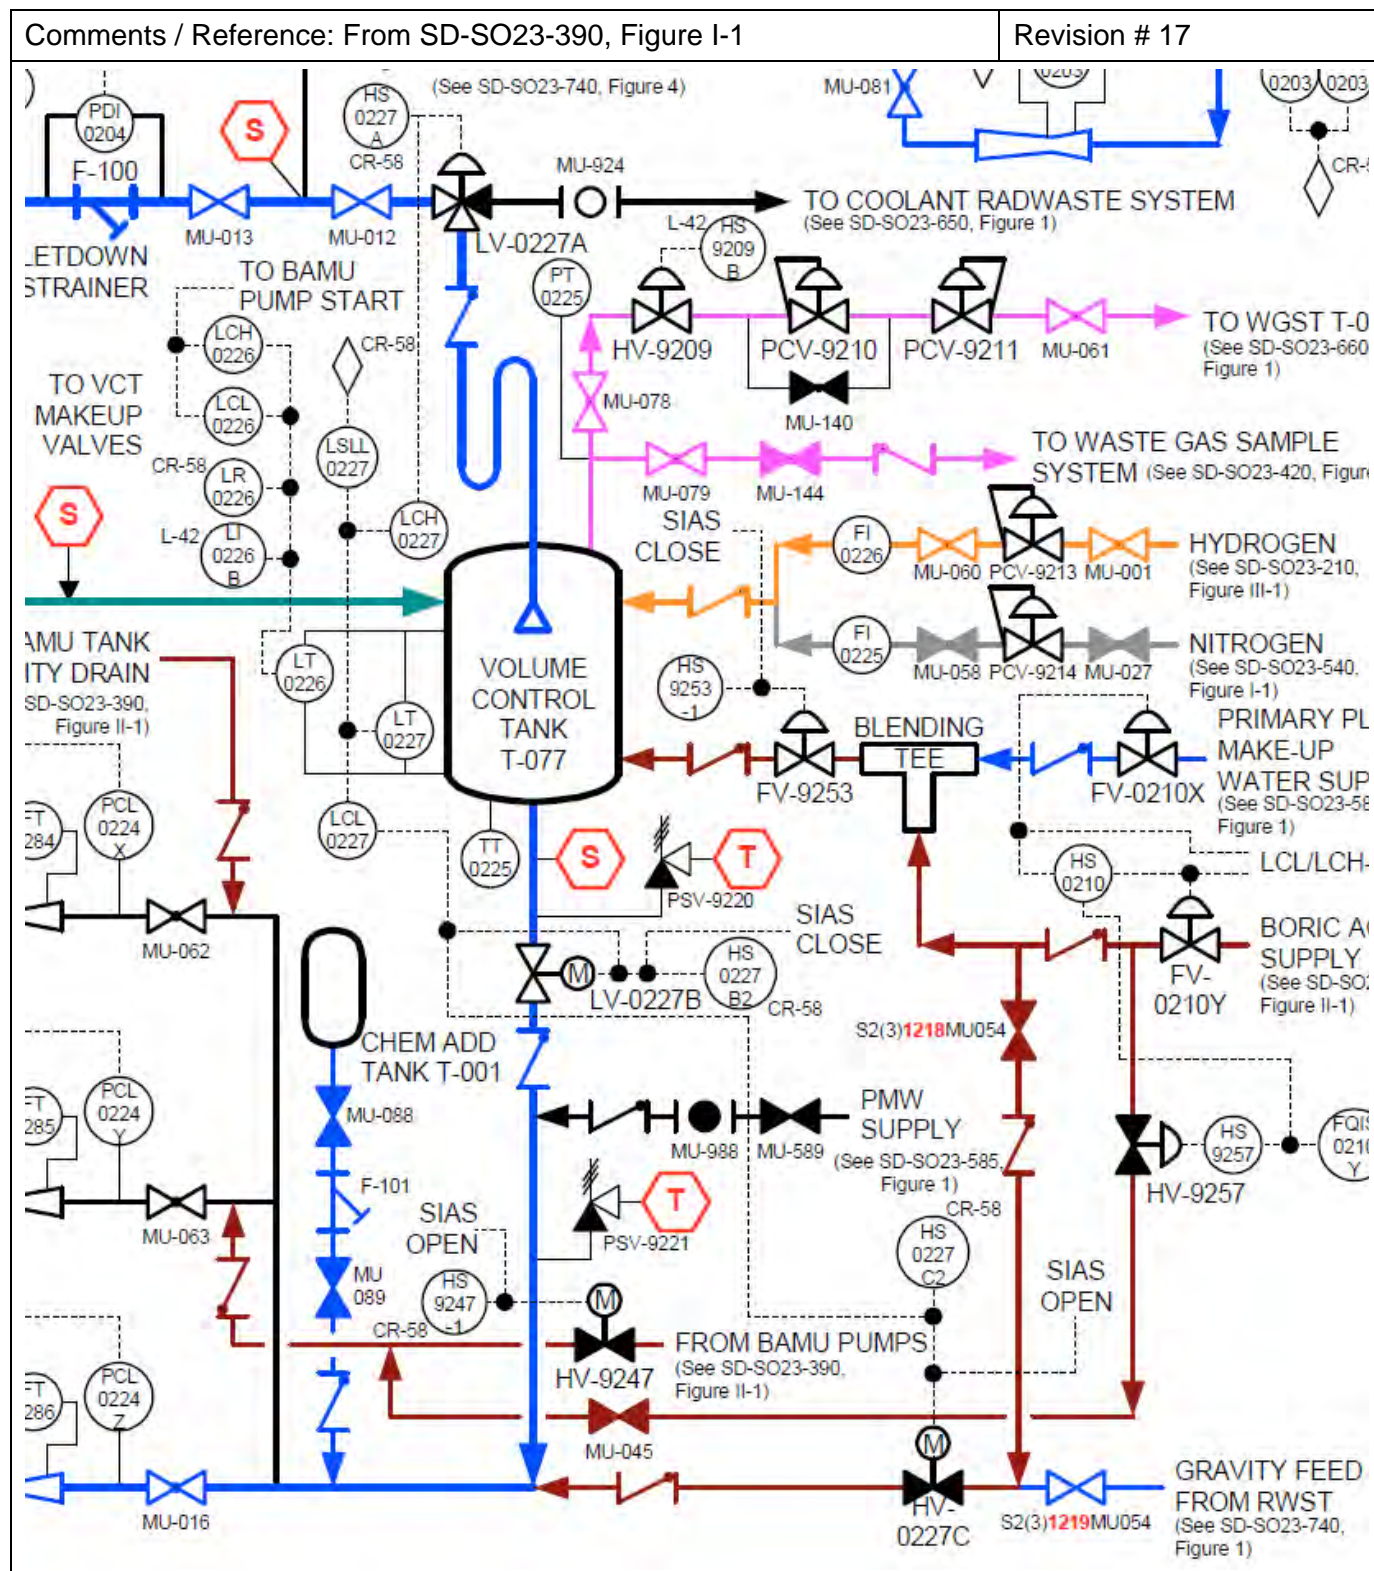 Comments / Reference: From SD-SO23-390, Figure I-1
Revision # 17
(See SD-SO23-740, Figure 4)
PDI
0204
F-100
S
HS
0227
A
CR-58
MU-013
MU-012
LETDOWN
STRAINER
LV-0227A
MU-924
TO COOLANT RADWASTE SYSTEM
(See SD-SO23-650, Figure 1)
MU-081
0203
0203
0203
TO BAMU
PUMP START
LCH
0226
CR-58
TO VCT
MAKEUP
VALVES
LCL
0226
CR-58
LR
0226
L-42
LI
0226
B
LSLL
0227
LCH
0227
S
PT
0225
L-42
HS
9209
B
HV-9209
PCV-9210
PCV-9211
MU-061
TO WGST T-0
(See SD-SO23-660
Figure 1)
MU-078
MU-140
TO WASTE GAS SAMPLE
SYSTEM (See SD-SO23-420, Figure
MU-079
MU-144
SIAS
CLOSE
FI
0226
MU-060
PCV-9213
MU-001
HYDROGEN
(See SD-SO23-210,
Figure III-1)
FI
0225
MU-058
PCV-9214
MU-027
NITROGEN
(See SD-SO23-540,
Figure I-1)
AMU TANK
ITY DRAIN
SD-SO23-390,
Figure II-1)
LT
0226
LT
0227
VOLUME
CONTROL
TANK
T-077
HS
9253
-1
FV-9253
BLENDING
TEE
FV-0210X
PRIMARY PL
MAKE-UP
WATER SUP
(See SD-SO23-58
Figure 1)
FT
284
PCL
0224
X
LCL
0227
TT
0225
S
T
PSV-9220
HS
0210
LCL/LCH-
MU-062
SIAS
CLOSE
HS
0227
B2
CR-58
M
LV-0227B
FV-
0210Y
SUPPLY
Figure II-1)
S2(3)1218MU054
CHEM ADD
TANK T-001
MU-088
FT
285
PCL
0224
Y
MU-063
F-101
MU
089
MU-988
MU-589
PMW
SUPPLY
(See SD-SO23-585,
Figure 1)
CR-58
T
PSV-9221
SIAS
OPEN
HS
9247
-1
CR-58
M
HV-9247
FROM BAMU PUMPS
(See SD-SO23-390,
Figure II-1)
HS
0227
C2
HS
9257
HV-9257
SIAS
OPEN
FT
286
PCL
0224
Z
MU-016
MU-045
M
HV-
0227C
S2(3)1219MU054
GRAVITY FEED
FROM RWST
(See SD-SO23-740,
Figure 1)